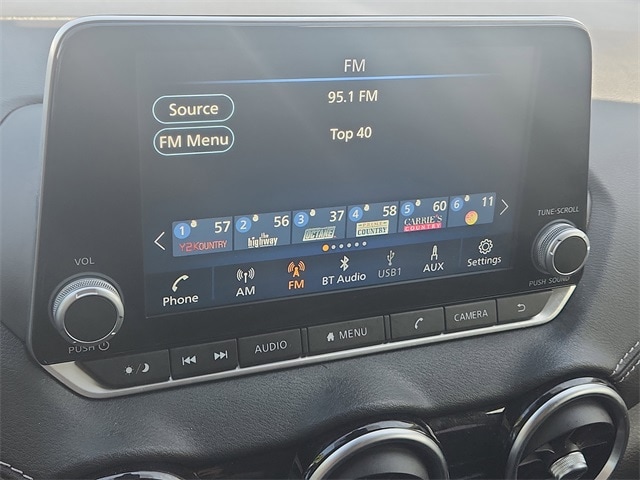 FM
Source
95.1 FM
FM Menu
Top 40
1 57 2 56 3 37 4 58 5 60 6 11
Y2KOUNTRY the highway OCTANE PRIME COUNTRY CARRIE'S COUNTRY
Phone AM FM BT Audio USB1 AUX Settings
VOL
TUNE·SCROLL
PUSH
PUSH SOUND
AUDIO MENU CAMERA